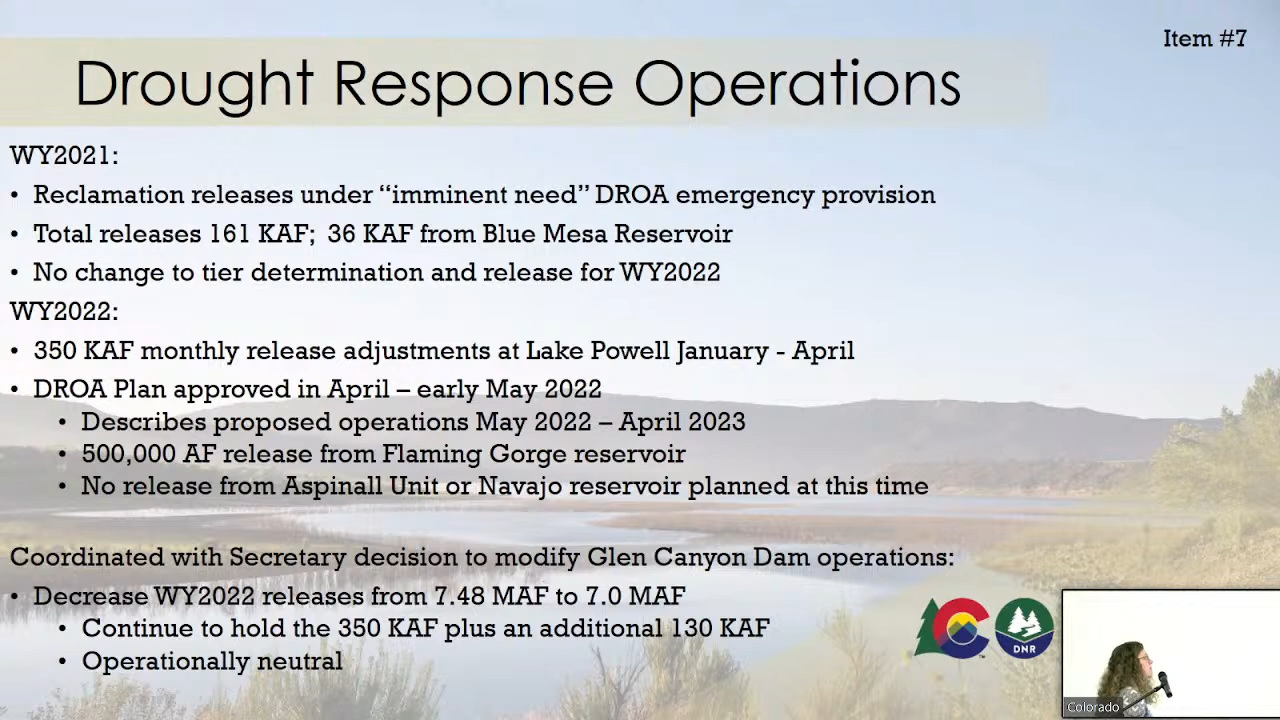 Item #7
Drought Response Operations
WY2021:
• Reclamation releases under “imminent need” DROA emergency provision
• Total releases 161 KAF; 36 KAF from Blue Mesa Reservoir
• No change to tier determination and release for WY2022
WY2022:
• 350 KAF monthly release adjustments at Lake Powell January - April
• DROA Plan approved in April – early May 2022
• Describes proposed operations May 2022 – April 2023
• 500,000 AF release from Flaming Gorge reservoir
• No release from Aspinall Unit or Navajo reservoir planned at this time
Coordinated with Secretary decision to modify Glen Canyon Dam operations:
• Decrease WY2022 releases from 7.48 MAF to 7.0 MAF
• Continue to hold the 350 KAF plus an additional 130 KAF
• Operationally neutral
DNR
Colorado